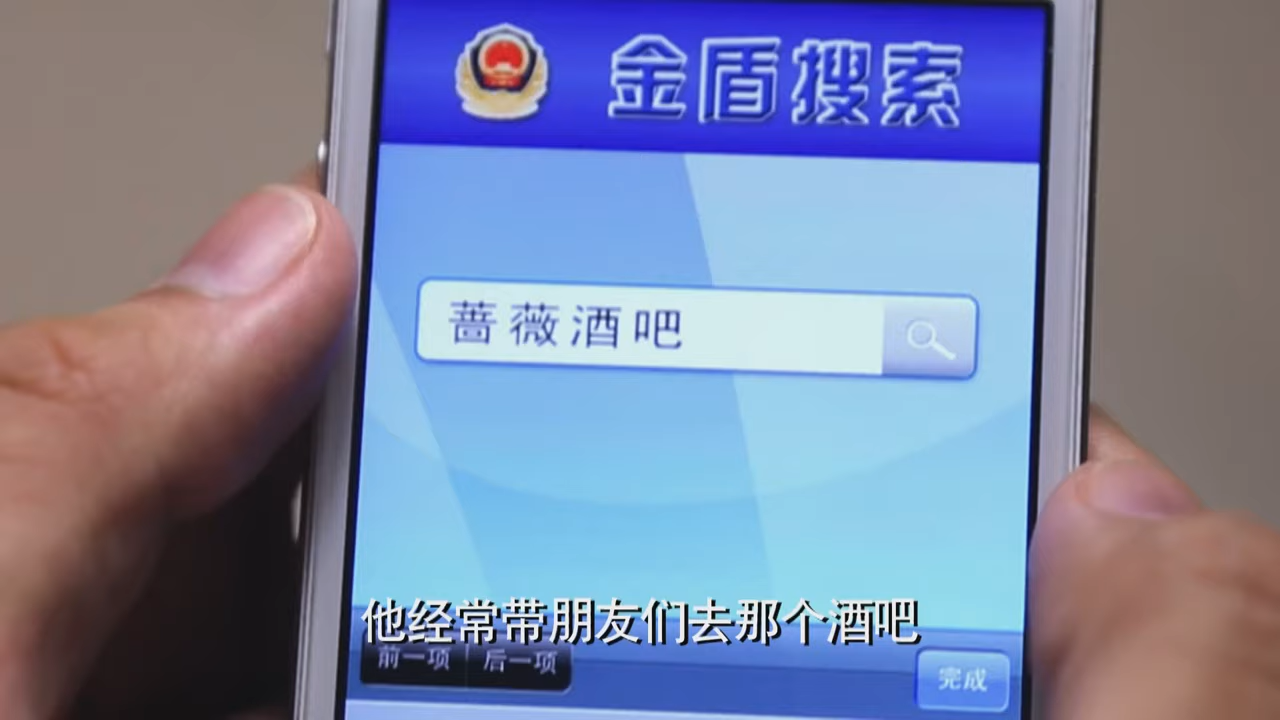 金盾搜索
蔷薇酒吧
他经常带朋友们去那个酒吧
前一项 后一项
完成